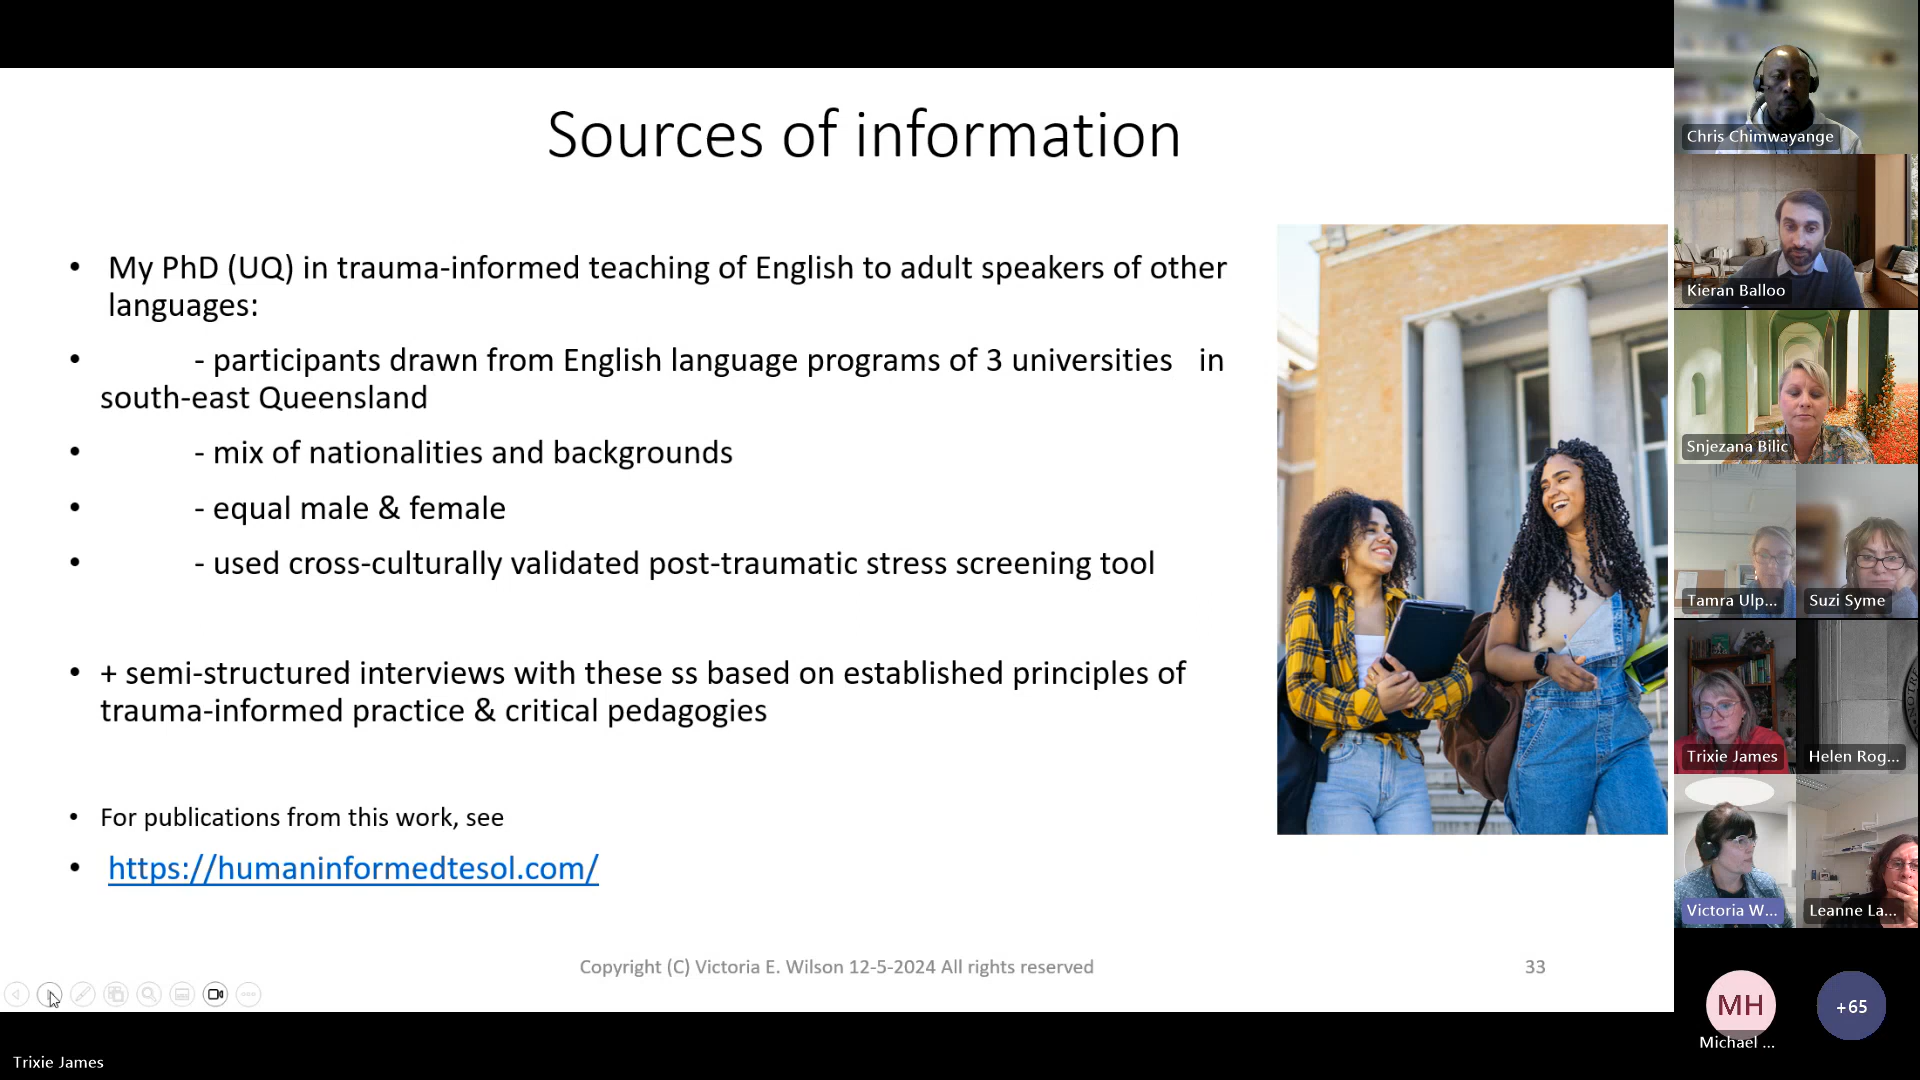 Sources of information
• My PhD (UQ) in trauma-informed teaching of English to adult speakers of other
languages:
• - participants drawn from English language programs of 3 universities in
south-east Queensland
• - mix of nationalities and backgrounds
• - equal male & female
• - used cross-culturally validated post-traumatic stress screening tool
• + semi-structured interviews with these ss based on established principles of
trauma-informed practice & critical pedagogies
• For publications from this work, see
• https://humaninformedtesol.com/
Copyright (C) Victoria E. Wilson 12-5-2024 All rights reserved
33
Trixie James
Chris Chimwayange
Kieran Balloo
Snjezana Bilic
Tamra Ulp...
Suzi Syme
Trixie James
Helen Rog...
Victoria W...
Leanne La...
MH
Michael ...
+65